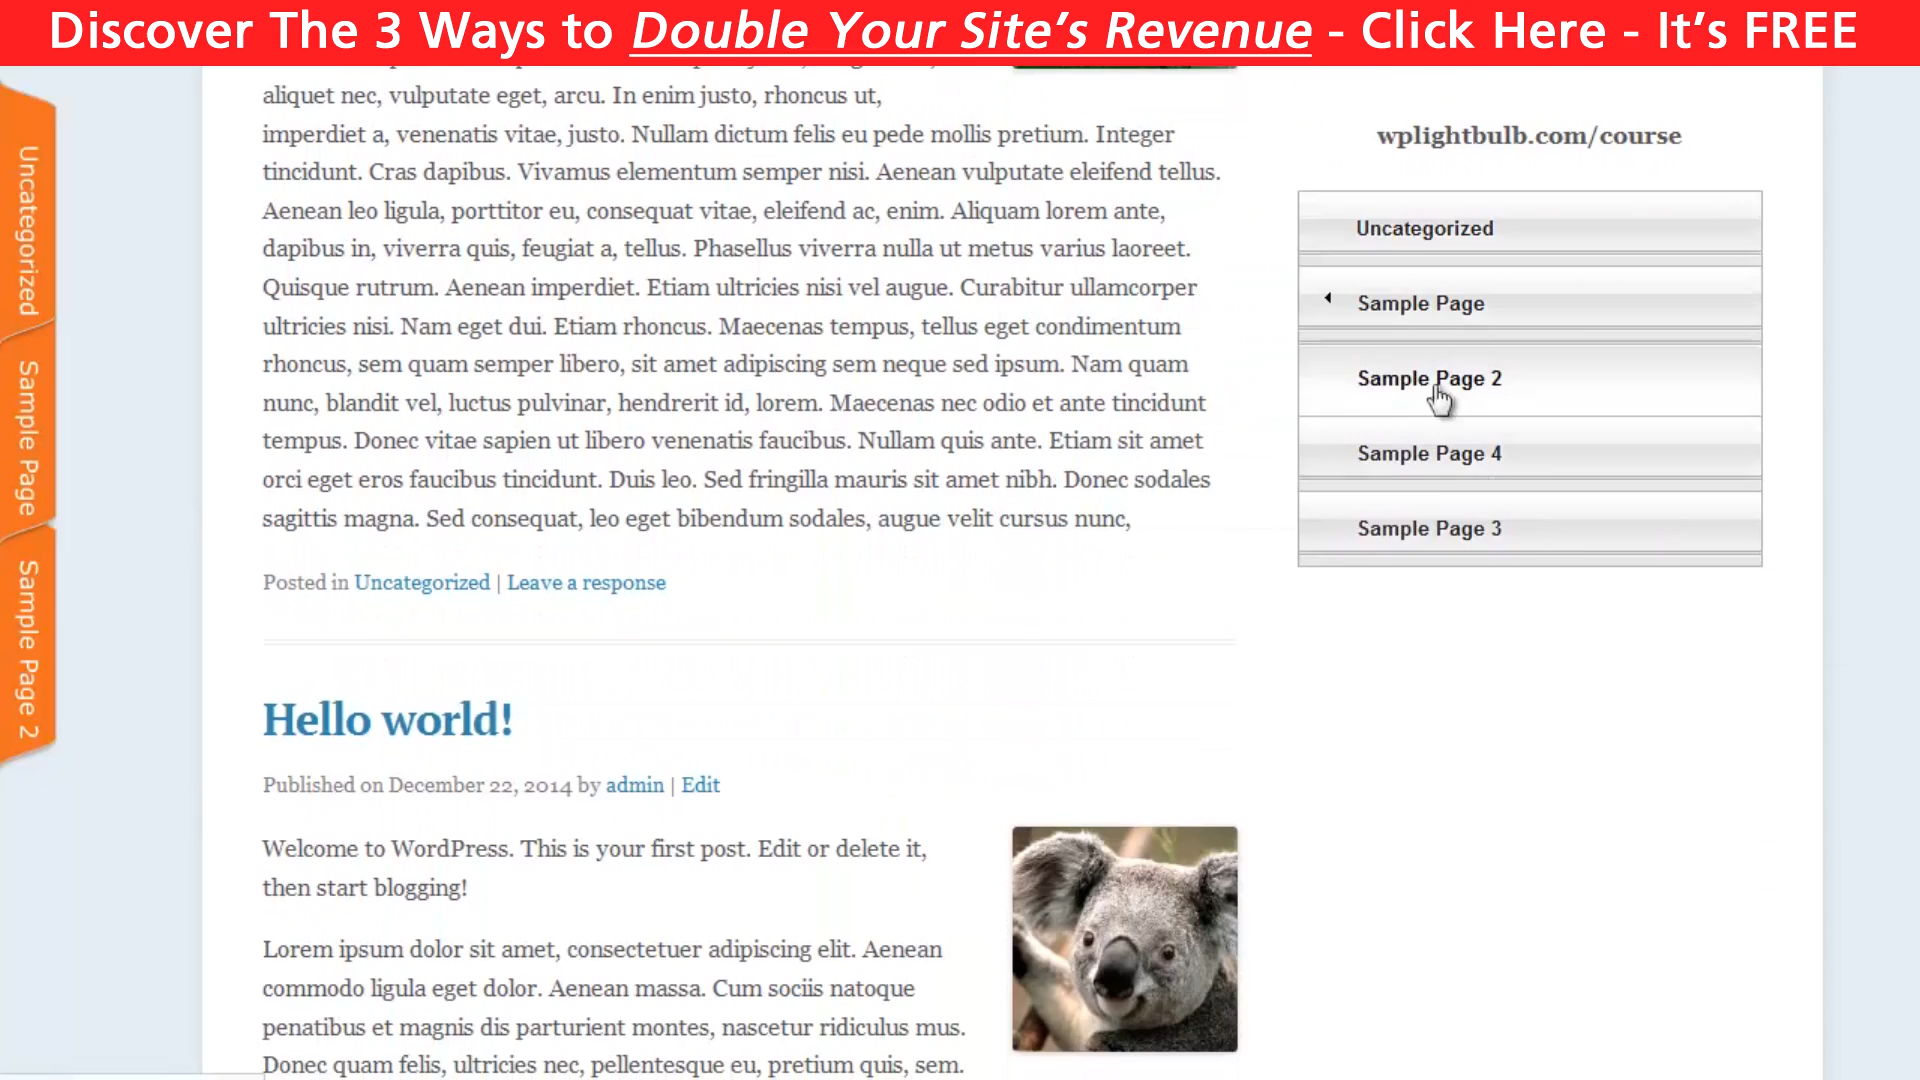 Discover The 3 Ways to Double Your Site's Revenue - Click Here - It's FREE
aliquet nec, vulputate eget, arcu. In enim justo, rhoncus ut,
imperdiet a, venenatis vitae, justo. Nullam dictum felis eu pede mollis pretium. Integer
tincidunt. Cras dapibus. Vivamus elementum semper nisi. Aenean vulputate eleifend tellus.
Aenean leo ligula, porttitor eu, consequat vitae, eleifend ac, enim. Aliquam lorem ante,
dapibus in, viverra quis, feugiat a, tellus. Phasellus viverra nulla ut metus varius laoreet.
Quisque rutrum. Aenean imperdiet. Etiam ultricies nisi vel augue. Curabitur ullamcorper
ultricies nisi. Nam eget dui. Etiam rhoncus. Maecenas tempus, tellus eget condimentum
rhoncus, sem quam semper libero, sit amet adipiscing sem neque sed ipsum. Nam quam
nunc, blandit vel, luctus pulvinar, hendrerit id, lorem. Maecenas nec odio et ante tincidunt
tempus. Donec vitae sapien ut libero venenatis faucibus. Nullam quis ante. Etiam sit amet
orci eget eros faucibus tincidunt. Duis leo. Sed fringilla mauris sit amet nibh. Donec sodales
sagittis magna. Sed consequat, leo eget bibendum sodales, augue velit cursus nunc,
Posted in Uncategorized | Leave a response
Hello world!
Published on December 22, 2014 by admin | Edit
Welcome to WordPress. This is your first post. Edit or delete it,
then start blogging!
Lorem ipsum dolor sit amet, consectetuer adipiscing elit. Aenean
commodo ligula eget dolor. Aenean massa. Cum sociis natoque
penatibus et magnis dis parturient montes, nascetur ridiculus mus.
Donec quam felis, ultricies nec, pellentesque eu, pretium quis, sem.
wplightbulb.com/course
Uncategorized
Sample Page
Sample Page 2
Sample Page 4
Sample Page 3
Uncategorized
Sample Page
Sample Page 2